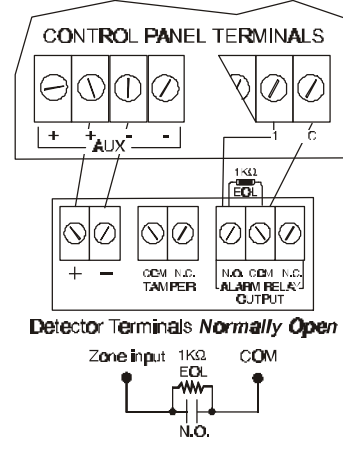 CONTROL PANEL TERMINALS
+ + - -
AUX
1 C
1KΩ
EOL
+ -
COM N.C.
TAMPER
N.O. COM N.C.
ALARM RELAY
OUTPUT
Detector Terminals Normally Open
Zone input 1KΩ COM
EOL
N.O.